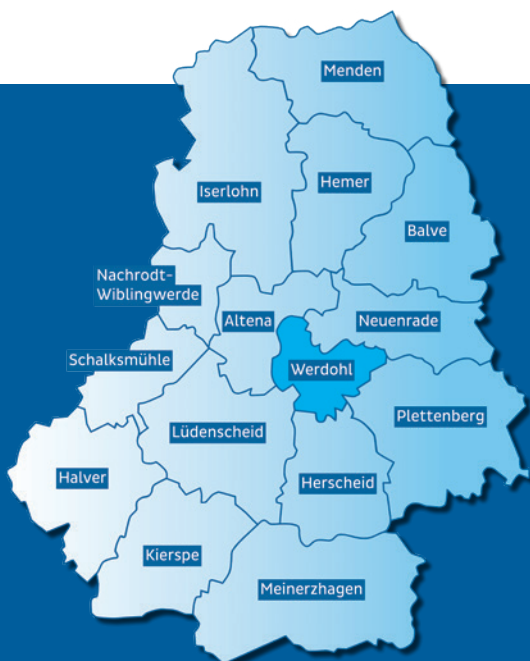 Menden
Hemer
Iserlohn
Balve
Nachrodt-
Wiblingwerde
Altena
Neuenrade
Schalksmühle
Werdohl
Plettenberg
Lüdenscheid
Halver
Herscheid
Kierspe
Meinerzhagen